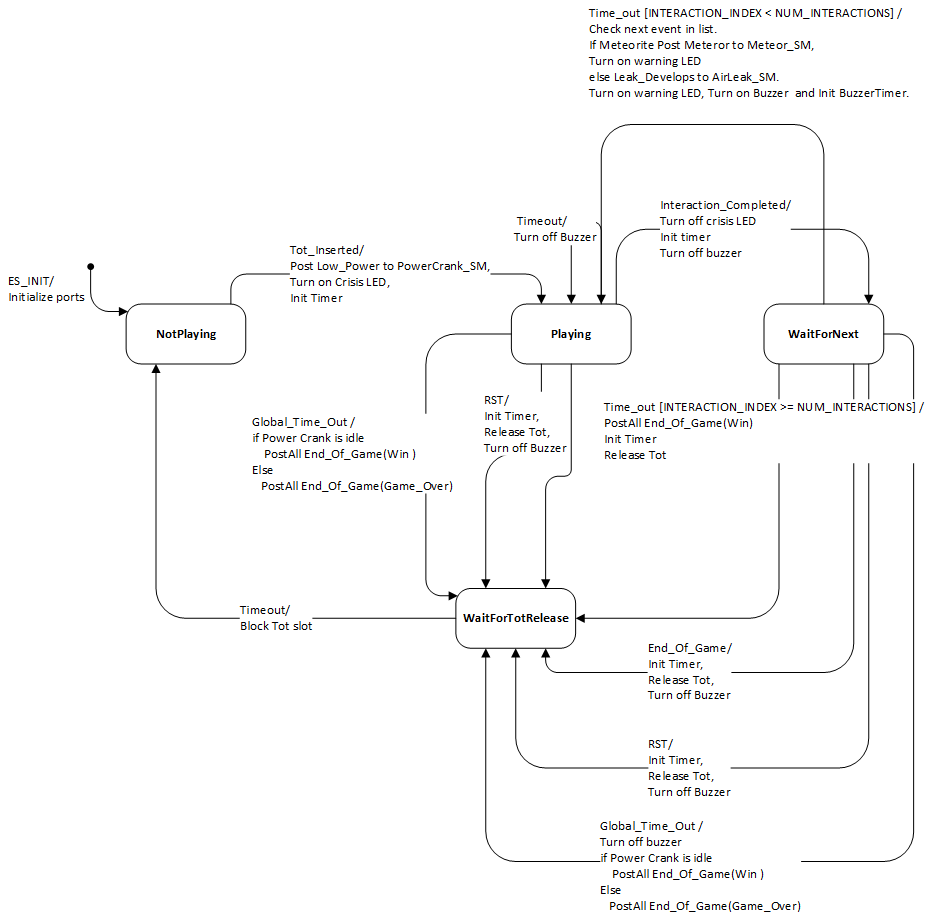 Time_out [INTERACTION_INDEX < NUM_INTERACTIONS] /
Check next event in list.
If Meteorite Post Meteror to Meteor_SM,
Turn on warning LED
else Leak_Develops to AirLeak_SM.
Turn on warning LED, Turn on Buzzer and Init BuzzerTimer.
Interaction_Completed/
Turn off crisis LED
Init timer
Turn off buzzer
Timeout/
Turn off Buzzer
Tot_Inserted/
Post Low_Power to PowerCrank_SM,
Turn on Crisis LED,
Init Timer
ES_INIT/
Initialize ports
NotPlaying
Playing
WaitForNext
RST/
Init Timer,
Release Tot,
Turn off Buzzer
Time_out [INTERACTION_INDEX >= NUM_INTERACTIONS] /
PostAll End_Of_Game(Win)
Init Timer
Release Tot
Global_Time_Out /
if Power Crank is idle
PostAll End_Of_Game(Win )
Else
PostAll End_Of_Game(Game_Over)
WaitForTotRelease
Timeout/
Block Tot slot
End_Of_Game/
Init Timer,
Release Tot,
Turn off Buzzer
RST/
Init Timer,
Release Tot,
Turn off Buzzer
Global_Time_Out /
Turn off buzzer
if Power Crank is idle
PostAll End_Of_Game(Win )
Else
PostAll End_Of_Game(Game_Over)